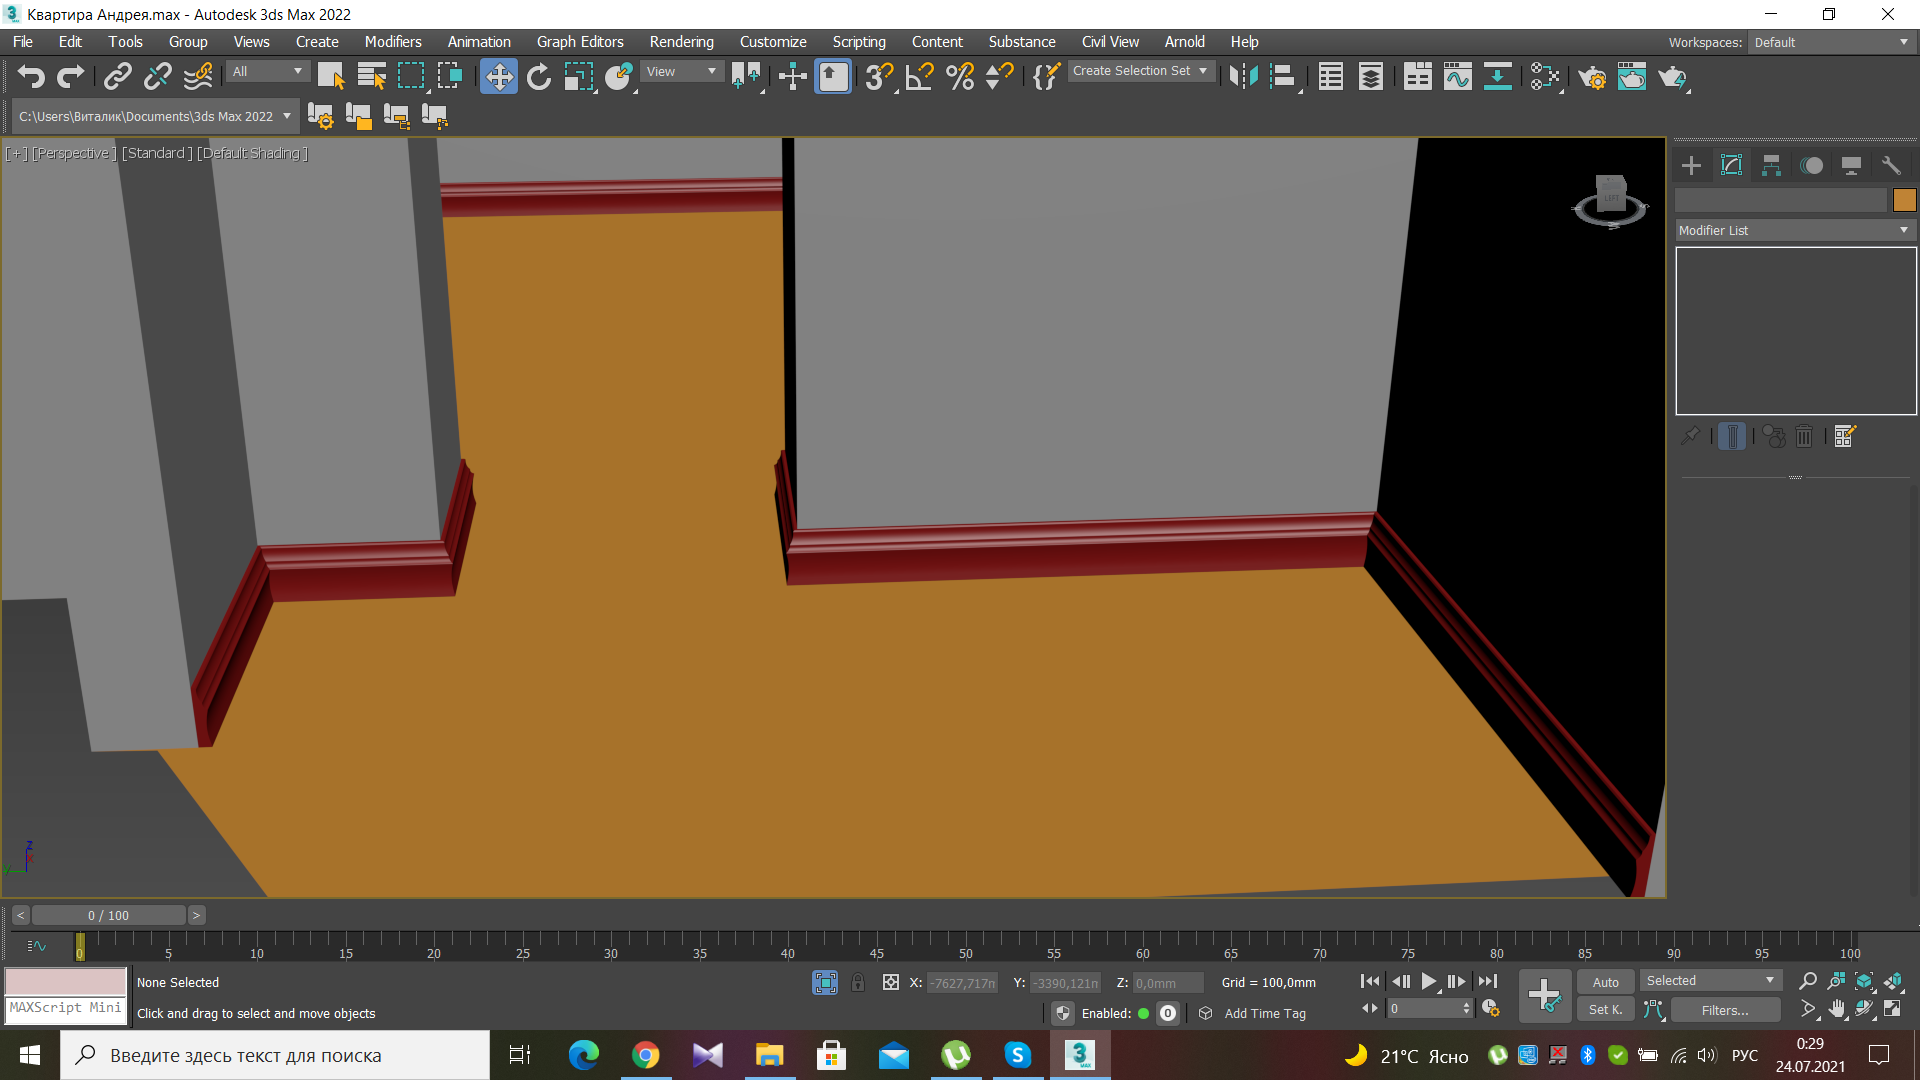 Квартира Андрея.max - Autodesk 3ds Max 2022
File Edit Tools Group Views Create Modifiers Animation Graph Editors Rendering Customize Scripting Content Substance Civil View Arnold Help
Workspaces: Default
All
View
Create Selection Set
C:\Users\Виталик\Documents\3ds Max 2022
[+] [Perspective] [Standard] [Default Shading]
LEFT
Modifier List
z
x
y
< 0 / 100 >
0 5 10 15 20 25 30 35 40 45 50 55 60 65 70 75 80 85 90 95 100
None Selected
X: -7627,717m Y: -3390,121m Z: 0,0mm Grid = 100,0mm
Auto
Selected
MAXScript Mini
Click and drag to select and move objects
Enabled: 0 Add Time Tag
0
Set K.
Filters...
Введите здесь текст для поиска
3
MAX
21°C Ясно
РУС
0:29
24.07.2021